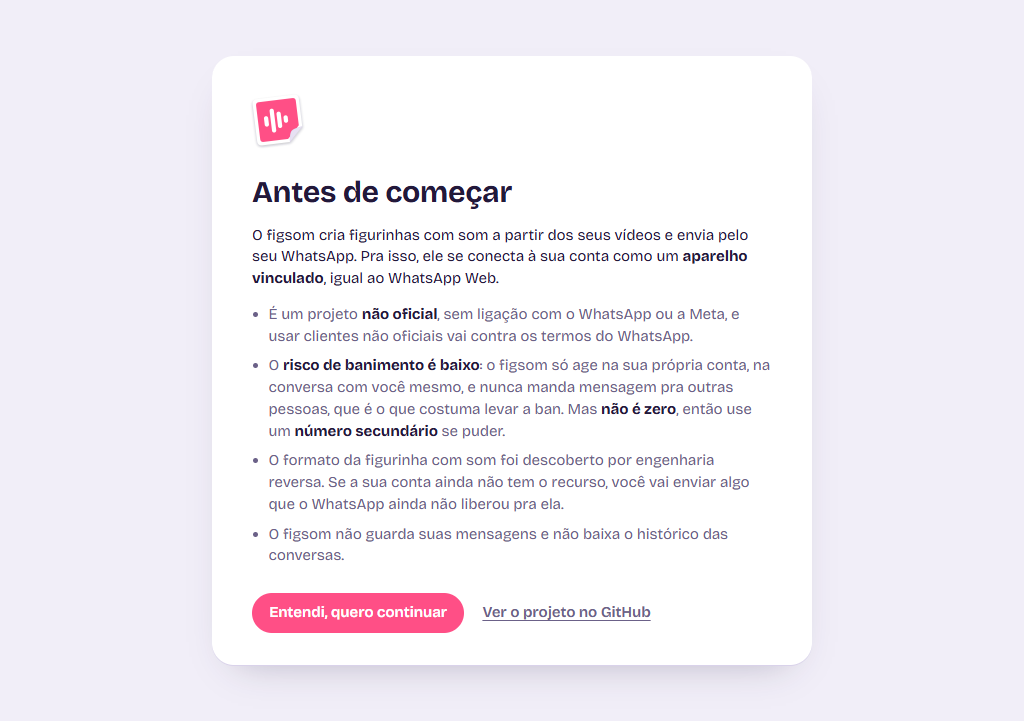 Antes de começar
O figsom cria figurinhas com som a partir dos seus vídeos e envia pelo
seu WhatsApp. Pra isso, ele se conecta à sua conta como um aparelho
vinculado, igual ao WhatsApp Web.
• É um projeto não oficial, sem ligação com o WhatsApp ou a Meta, e
usar clientes não oficiais vai contra os termos do WhatsApp.
• O risco de banimento é baixo: o figsom só age na sua própria conta, na
conversa com você mesmo, e nunca manda mensagem pra outras
pessoas, que é o que costuma levar a ban. Mas não é zero, então use
um número secundário se puder.
• O formato da figurinha com som foi descoberto por engenharia
reversa. Se a sua conta ainda não tem o recurso, você vai enviar algo
que o WhatsApp ainda não liberou pra ela.
• O figsom não guarda suas mensagens e não baixa o histórico das
conversas.
Entendi, quero continuar
Ver o projeto no GitHub